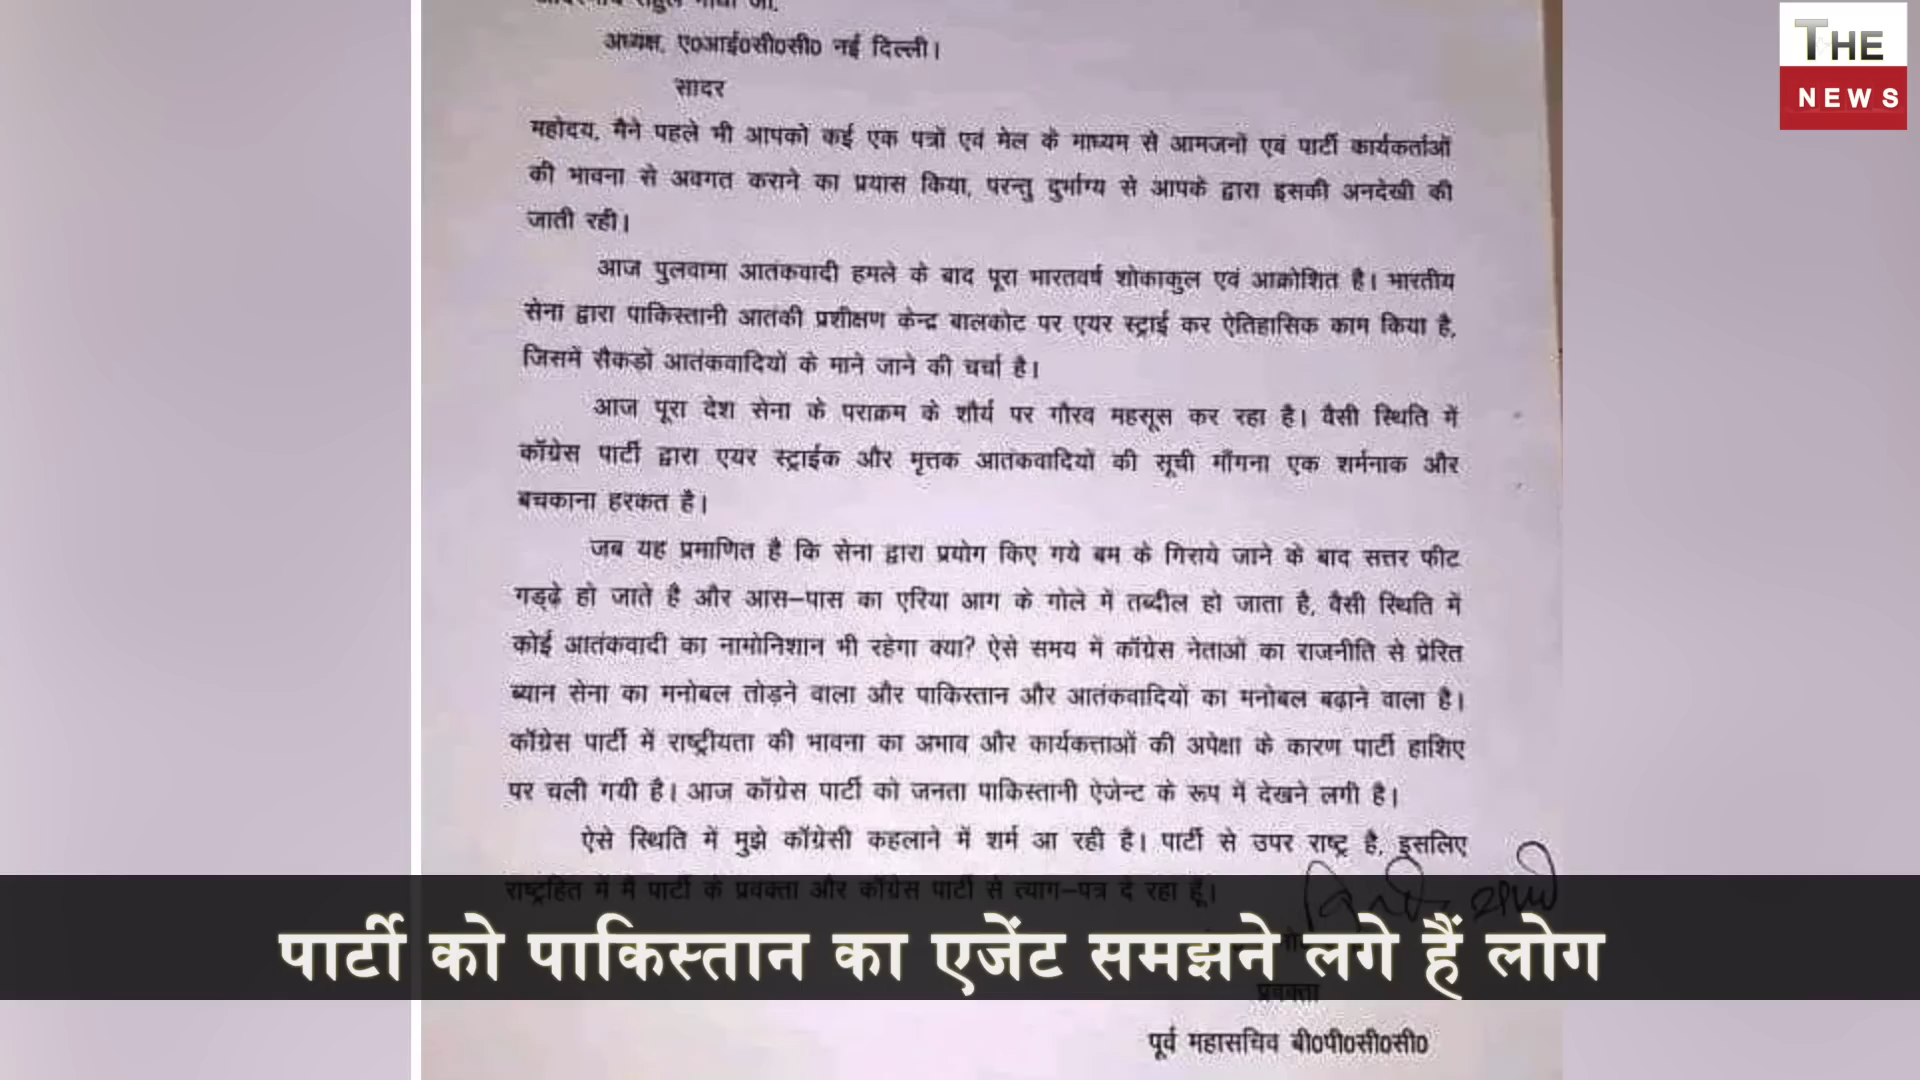 राहुल गांधी जी,
अध्यक्ष, ए०आई०सी०सी० नई दिल्ली।
सादर
महोदय, मैने पहले भी आपको कई एक पत्रों एवं मेल के माध्यम से आमजनों एवं पार्टी कार्यकर्ताओं
की भावना से अवगत कराने का प्रयास किया, परन्तु दुर्भाग्य से आपके द्वारा इसकी अनदेखी की
जाती रही।
आज पुलवामा आतंकवादी हमले के बाद पूरा भारतवर्ष शोकाकुल एवं आक्रोशित है। भारतीय
सेना द्वारा पाकिस्तानी आतंकी प्रशीक्षण केन्द्र बालकोट पर एयर स्ट्राई कर ऐतिहासिक काम किया है,
जिसमें सैकड़ों आतंकवादियों के माने जाने की चर्चा है।
आज पूरा देश सेना के पराक्रम के शौर्य पर गौरव महसूस कर रहा है। वैसी स्थिति में
कॉग्रेस पार्टी द्वारा एयर स्ट्राईक और मृत्तक आतंकवादियों की सूची माँगना एक शर्मनाक और
बचकाना हरकत है।
जब यह प्रमाणित है कि सेना द्वारा प्रयोग किए गये बम के गिराये जाने के बाद सत्तर फीट
गड्ढ़े हो जाते है और आस-पास का एरिया आग के गोले में तब्दील हो जाता है, वैसी स्थिति में
कोई आतंकवादी का नामोनिशान भी रहेगा क्या? ऐसे समय में कॉग्रेस नेताओं का राजनीति से प्रेरित
ब्यान सेना का मनोबल तोड़ने वाला और पाकिस्तान और आतंकवादियों का मनोबल बढ़ाने वाला है।
कॉग्रेस पार्टी में राष्ट्रीयता की भावना का अभाव और कार्यकत्ताओं की अपेक्षा के कारण पार्टी हाशिए
पर चली गयी है। आज कॉग्रेस पार्टी को जनता पाकिस्तानी ऐजेन्ट के रूप में देखने लगी है।
ऐसे स्थिति में मुझे कॉग्रेसी कहलाने में शर्म आ रही है। पार्टी से उपर राष्ट्र है, इसलिए
राष्ट्रहित में मै पार्टी के प्रवक्ता और कॉग्रेस पार्टी से त्याग-पत्र दे रहा हूँ।
पार्टी को पाकिस्तान का एजेंट समझने लगे हैं लोग
प्रवक्ता
पूर्व महासचिव बी०पी०सी०सी०
THE
NEWS